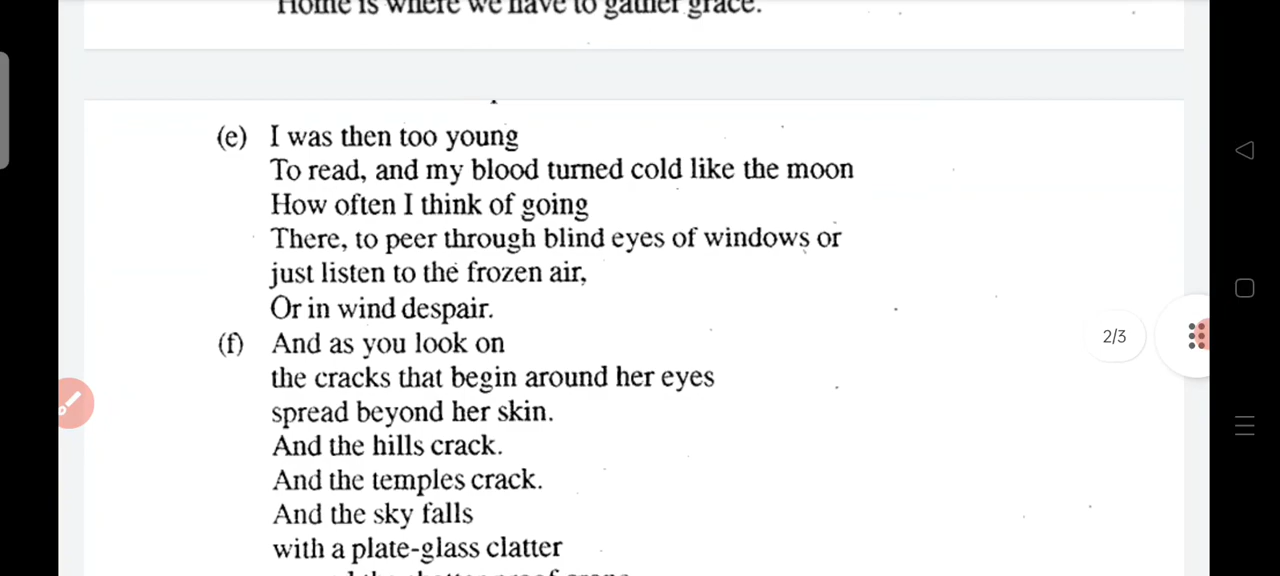 Home is where we have to gather grace.
(e) I was then too young
To read, and my blood turned cold like the moon
How often I think of going
There, to peer through blind eyes of windows or
just listen to the frozen air,
Or in wind despair.
(f) And as you look on
the cracks that begin around her eyes
spread beyond her skin.
And the hills crack.
And the temples crack.
And the sky falls
with a plate-glass clatter
2/3